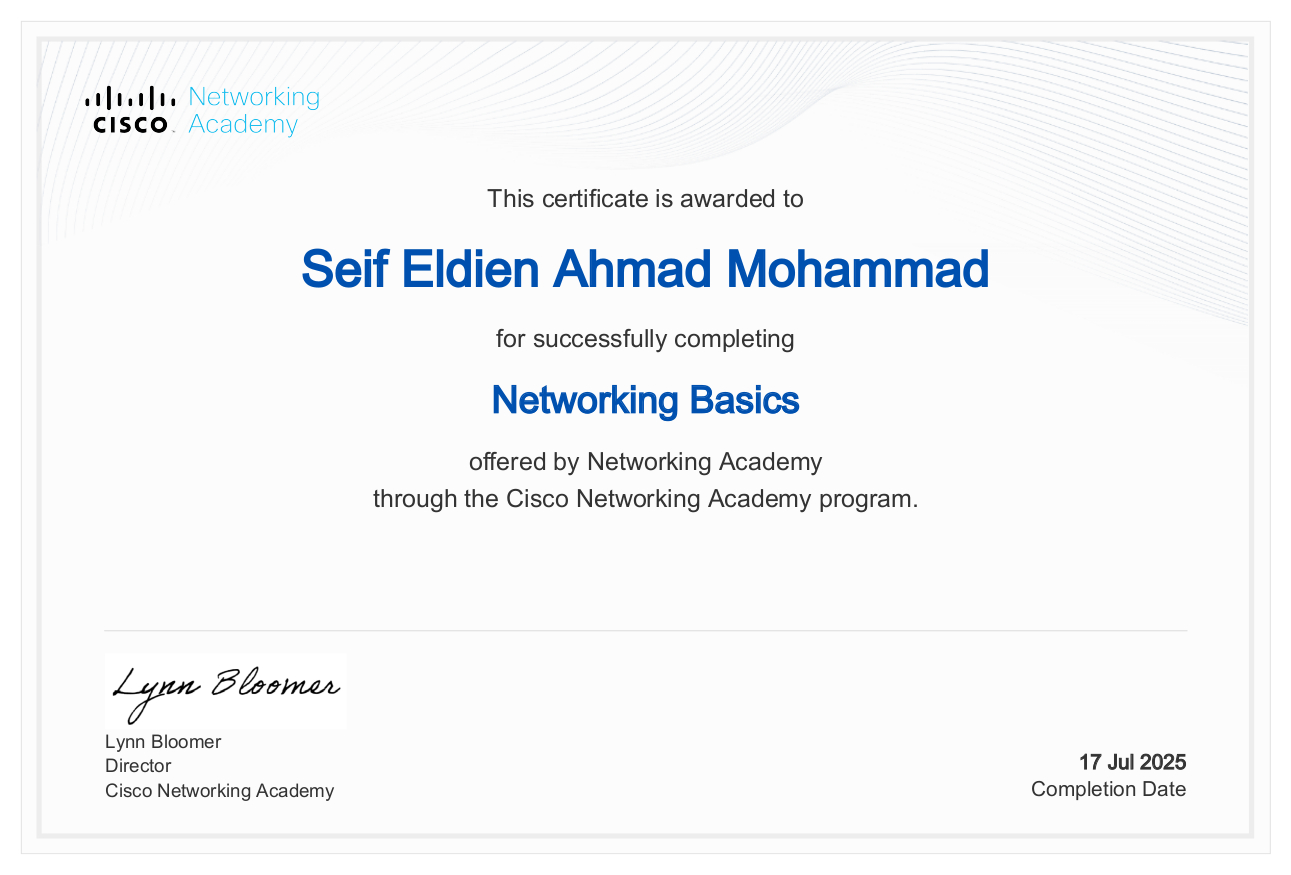 CISCO Networking
Academy
This certificate is awarded to
Seif Eldien Ahmad Mohammad
for successfully completing
Networking Basics
offered by Networking Academy
through the Cisco Networking Academy program.
Lynn Bloomer
Lynn Bloomer
Director
Cisco Networking Academy
17 Jul 2025
Completion Date